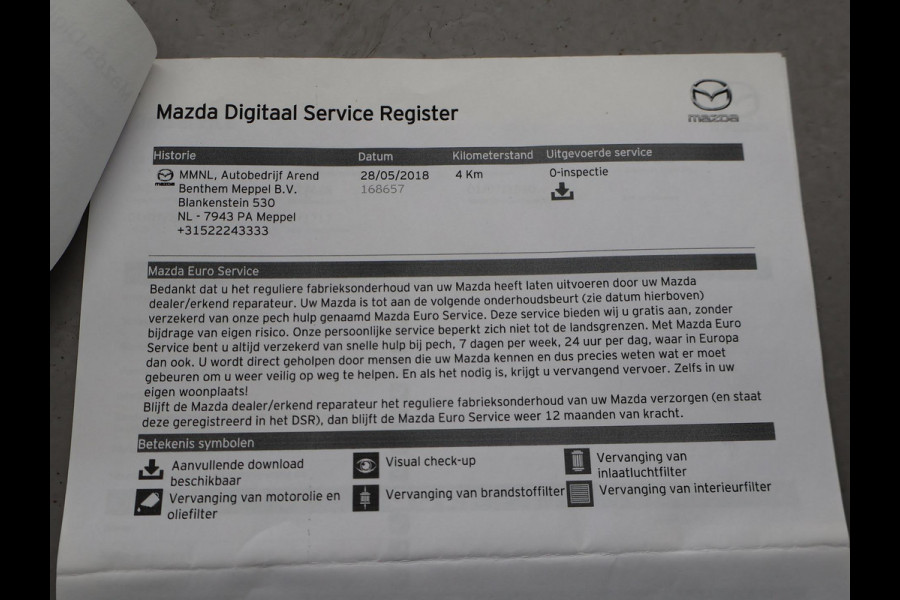 Mazda Digitaal Service Register
mazda
Historie Datum Kilometerstand Uitgevoerde service
mazda MMNL, Autobedrijf Arend 28/05/2018 4 Km 0-inspectie
Benthem Meppel B.V. 168657
Blankenstein 530
NL - 7943 PA Meppel
+31522243333
Mazda Euro Service
Bedankt dat u het reguliere fabrieksonderhoud van uw Mazda heeft laten uitvoeren door uw Mazda
dealer/erkend reparateur. Uw Mazda is tot aan de volgende onderhoudsbeurt (zie datum hierboven)
verzekerd van onze pech hulp genaamd Mazda Euro Service. Deze service bieden wij u gratis aan, zonder
bijdrage van eigen risico. Onze persoonlijke service beperkt zich niet tot de landsgrenzen. Met Mazda Euro
Service bent u altijd verzekerd van snelle hulp bij pech, 7 dagen per week, 24 uur per dag, waar in Europa
dan ook. U wordt direct geholpen door mensen die uw Mazda kennen en dus precies weten wat er moet
gebeuren om u weer veilig op weg te helpen. En als het nodig is, krijgt u vervangend vervoer. Zelfs in uw
eigen woonplaats!
Blijft de Mazda dealer/erkend reparateur het reguliere fabrieksonderhoud van uw Mazda verzorgen (en staat
deze geregistreerd in het DSR), dan blijft de Mazda Euro Service weer 12 maanden van kracht.
Betekenis symbolen
Aanvullende download
beschikbaar
Visual check-up
Vervanging van
inlaatluchtfilter
Vervanging van motorolie en
oliefilter
Vervanging van brandstoffilter
Vervanging van interieurfilter